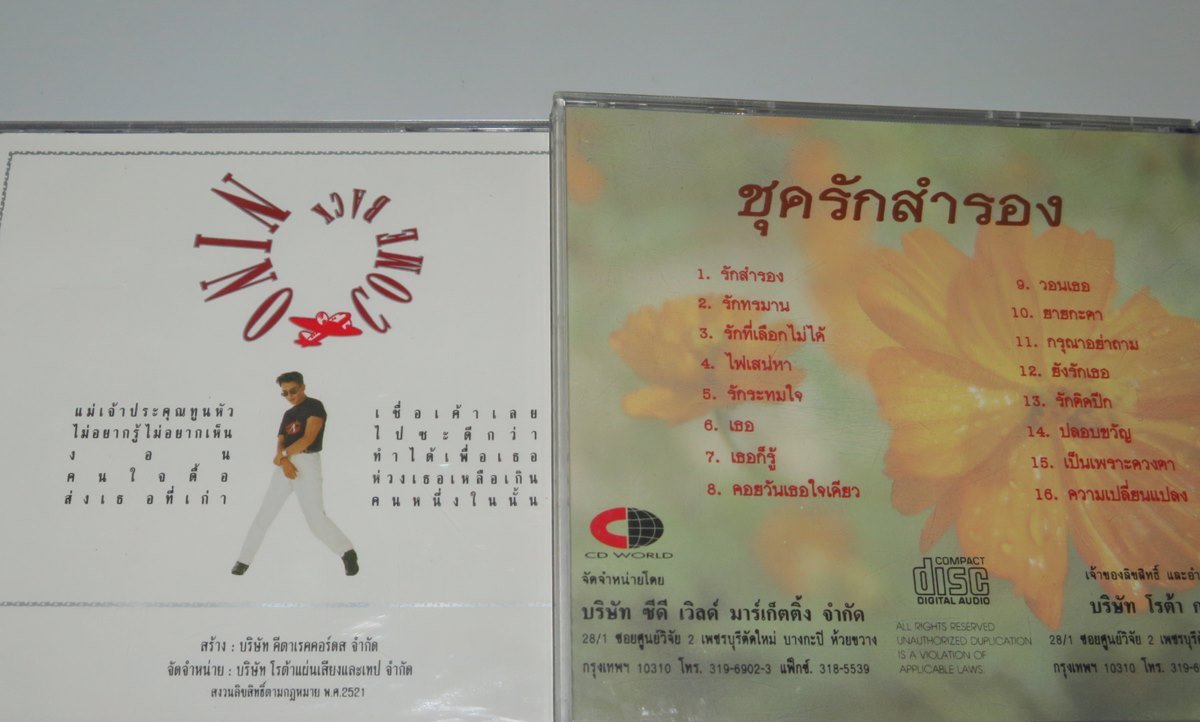 NINO
COME BACK
แม่เจ้าประคุณทูนหัว
ไม่อยากรู้ไม่อยากเห็น
งอน
คนใจดื้อ
ส่งเธอที่เก่า
เชื่อเค้าเลย
ไปซะดีกว่า
ทำได้เพื่อเธอ
ห่วงเธอเหลือเกิน
คนหนึ่งในนั้น
สร้าง : บริษัท คีตาเรคคอร์ดส จำกัด
จัดจำหน่าย : บริษัท โรต้าแผ่นเสียงและเทป จำกัด
สงวนลิขสิทธิ์ตามกฎหมาย พ.ศ.2521
ชุครักสำรอง
1. รักสำรอง
2. รักทรมาน
3. รักที่เลือกไม่ได้
4. ไฟเสน่หา
5. รักระทมใจ
6. เธอ
7. เธอก็รู้
8. คอยวันเธอใจเดียว
9. วอนเธอ
10. ยายกะตา
11. กรุณาอย่าถาม
12. ยังรักเธอ
13. รักติดปีก
14. ปลอบขวัญ
15. เป็นเพราะดวงตา
16. ความเปลี่ยนแปลง
CD WORLD
จัดจำหน่ายโดย
บริษัท ซีดี เวิลด์ มาร์เก็ตติ้ง จำกัด
28/1 ซอยศูนย์วิจัย 2 เพชรบุรีตัดใหม่ บางกะปิ ห้วยขวาง
กรุงเทพฯ 10310 โทร. 319-6902-3 แฟ็กซ์. 318-5539
COMPACT
disc
DIGITAL AUDIO
ALL RIGHTS RESERVED
UNAUTHORIZED DUPLICATION
IS A VIOLATION OF
APPLICABLE LAWS
เจ้าของลิขสิทธิ์ และอำ
บริษัท โรต้า ก
28/1 ซอยศูนย์วิจัย 2 เพชรบุรีตั
กรุงเทพฯ 10310 โทร. 319-6